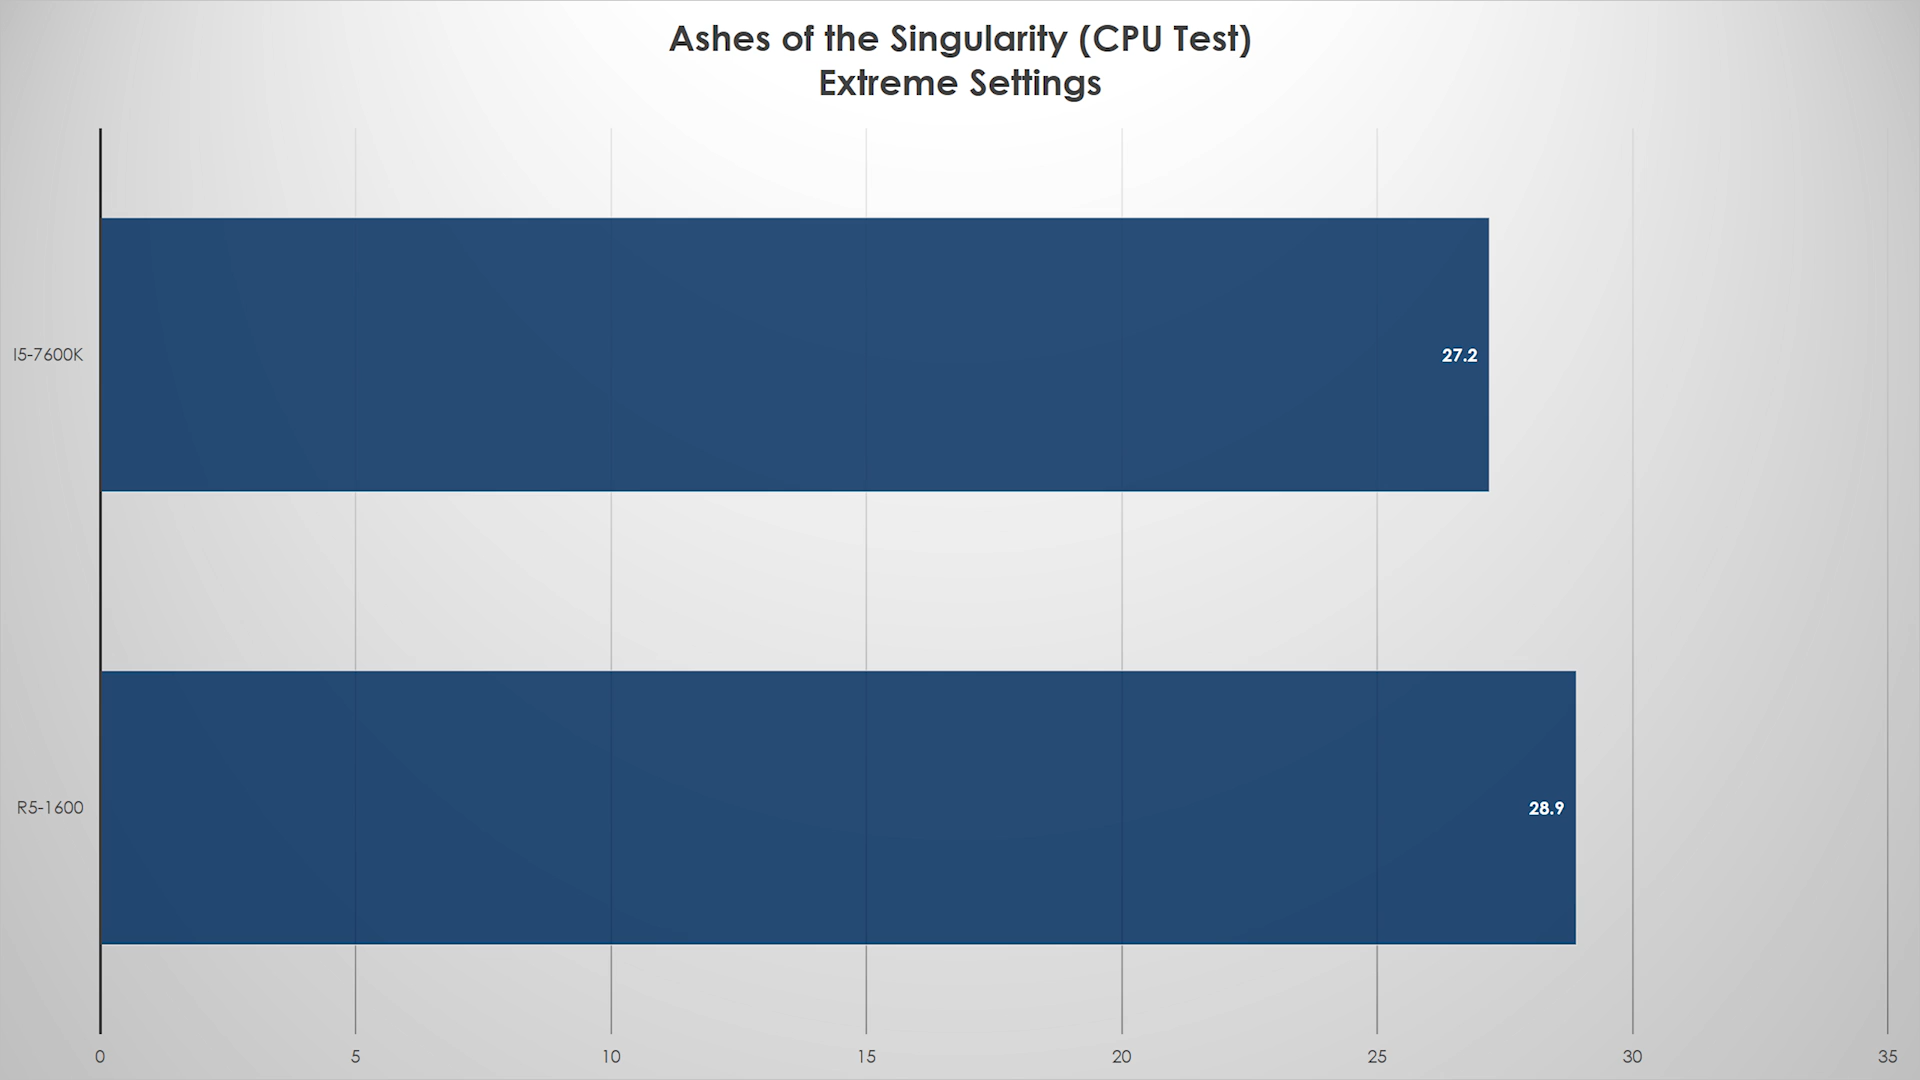 Ashes of the Singularity (CPU Test)
Extreme Settings
I5-7600K
27.2
R5-1600
28.9
0 5 10 15 20 25 30 35